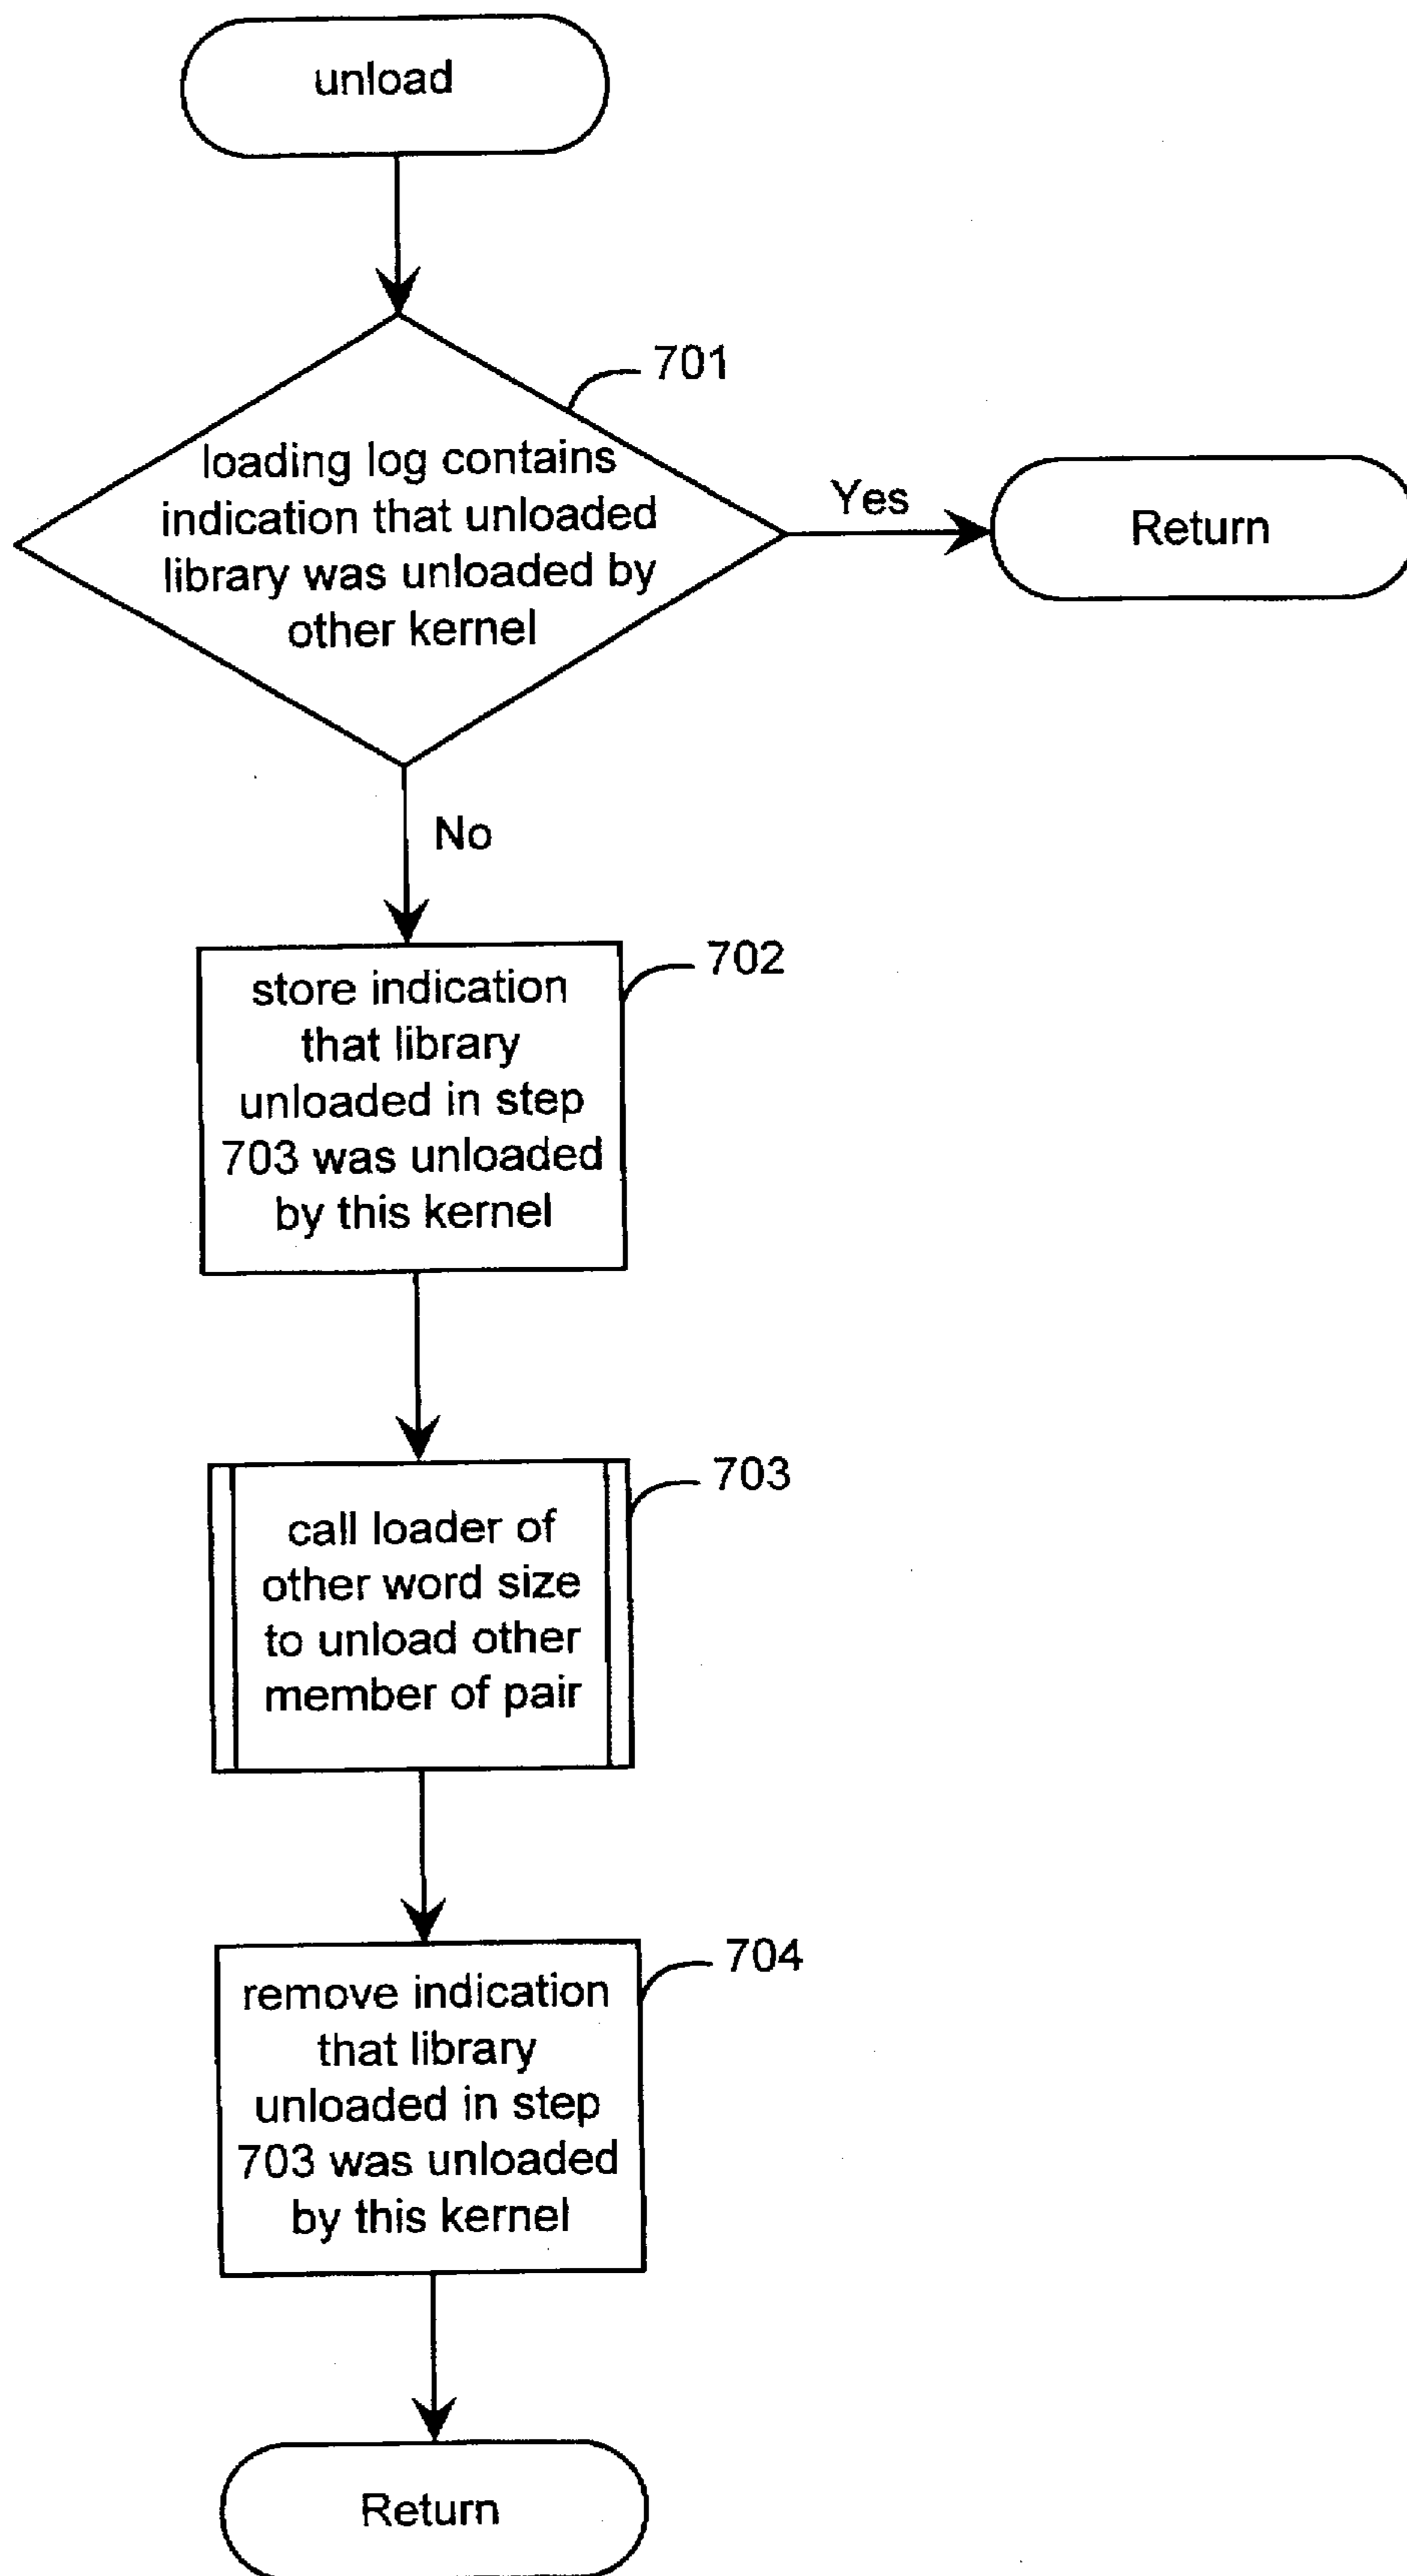 unload
701
loading log contains
indication that unloaded
library was unloaded by
other kernel
Yes
Return
No
702
store indication
that library
unloaded in step
703 was unloaded
by this kernel
703
call loader of
other word size
to unload other
member of pair
704
remove indication
that library
unloaded in step
703 was unloaded
by this kernel
Return